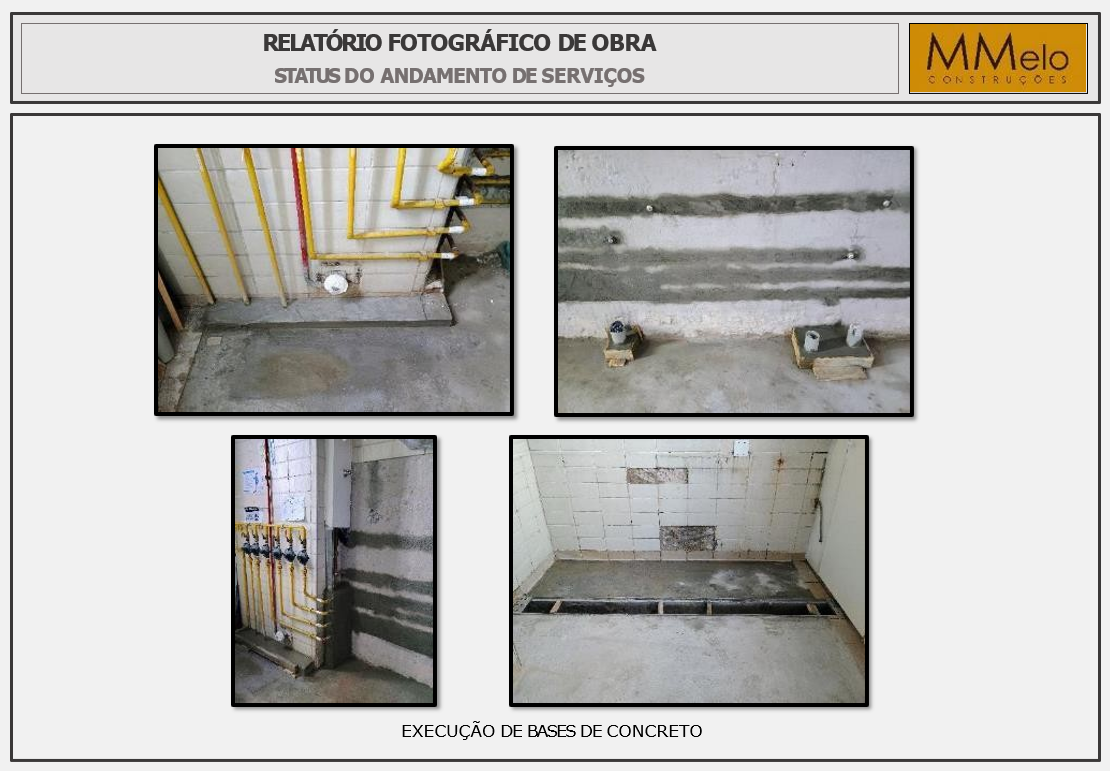 RELATÓRIO FOTOGRÁFICO DE OBRA
STATUS DO ANDAMENTO DE SERVIÇOS
MMelo
CONSTRUÇÕES
EXECUÇÃO DE BASES DE CONCRETO